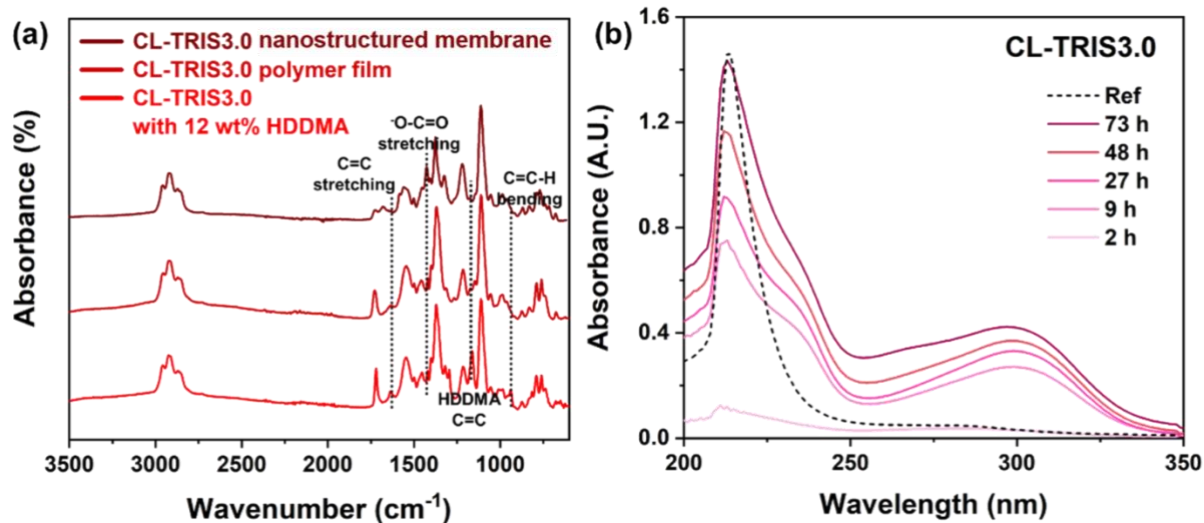 (a)
CL-TRIS3.0 nanostructured membrane
CL-TRIS3.0 polymer film
CL-TRIS3.0
with 12 wt% HDDMA
-O-C=O
stretching
C=C
stretching
C=C-H
bending
HDDMA
C=C
Absorbance (%)
3500 3000 2500 2000 1500 1000
Wavenumber (cm-1)
(b)
CL-TRIS3.0
Ref
73 h
48 h
27 h
9 h
2 h
Absorbance (A.U.)
1.6
1.2
0.8
0.4
0.0
200 250 300 350
Wavelength (nm)